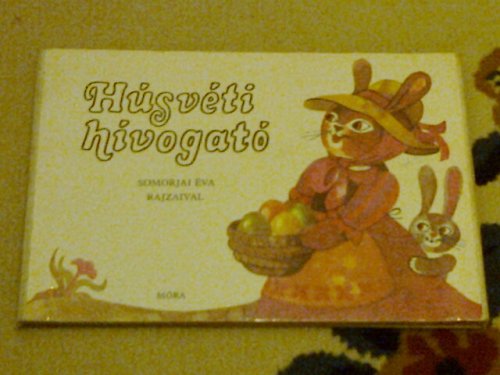 Húsvéti
hívogató
SOMORJAI ÉVA
RAJZAIVAL
MÓRA